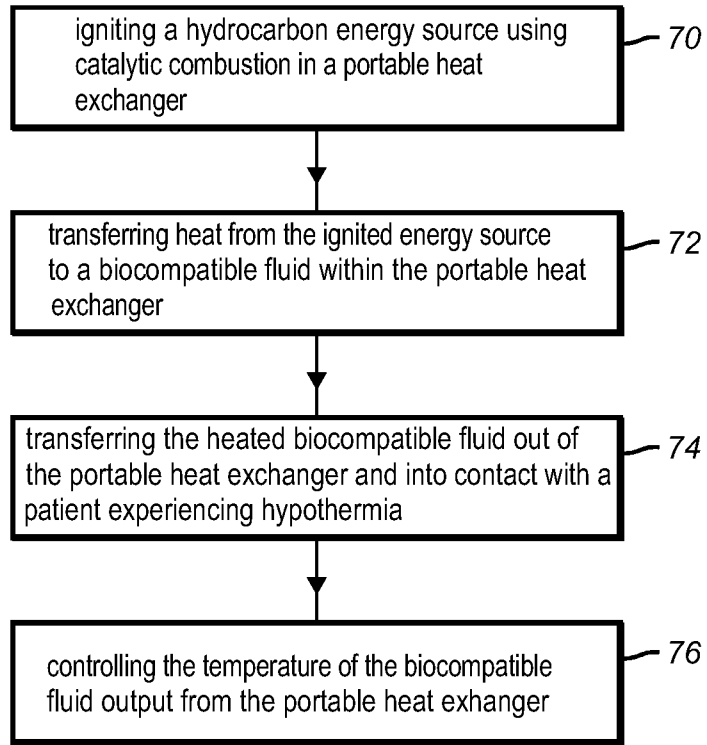 igniting a hydrocarbon energy source using
catalytic combustion in a portable heat
exchanger
70
transferring heat from the ignited energy source
to a biocompatible fluid within the portable heat
exchanger
72
transferring the heated biocompatible fluid out of
the portable heat exchanger and into contact with a
patient experiencing hypothermia
74
controlling the temperature of the biocompatible
fluid output from the portable heat exhanger
76